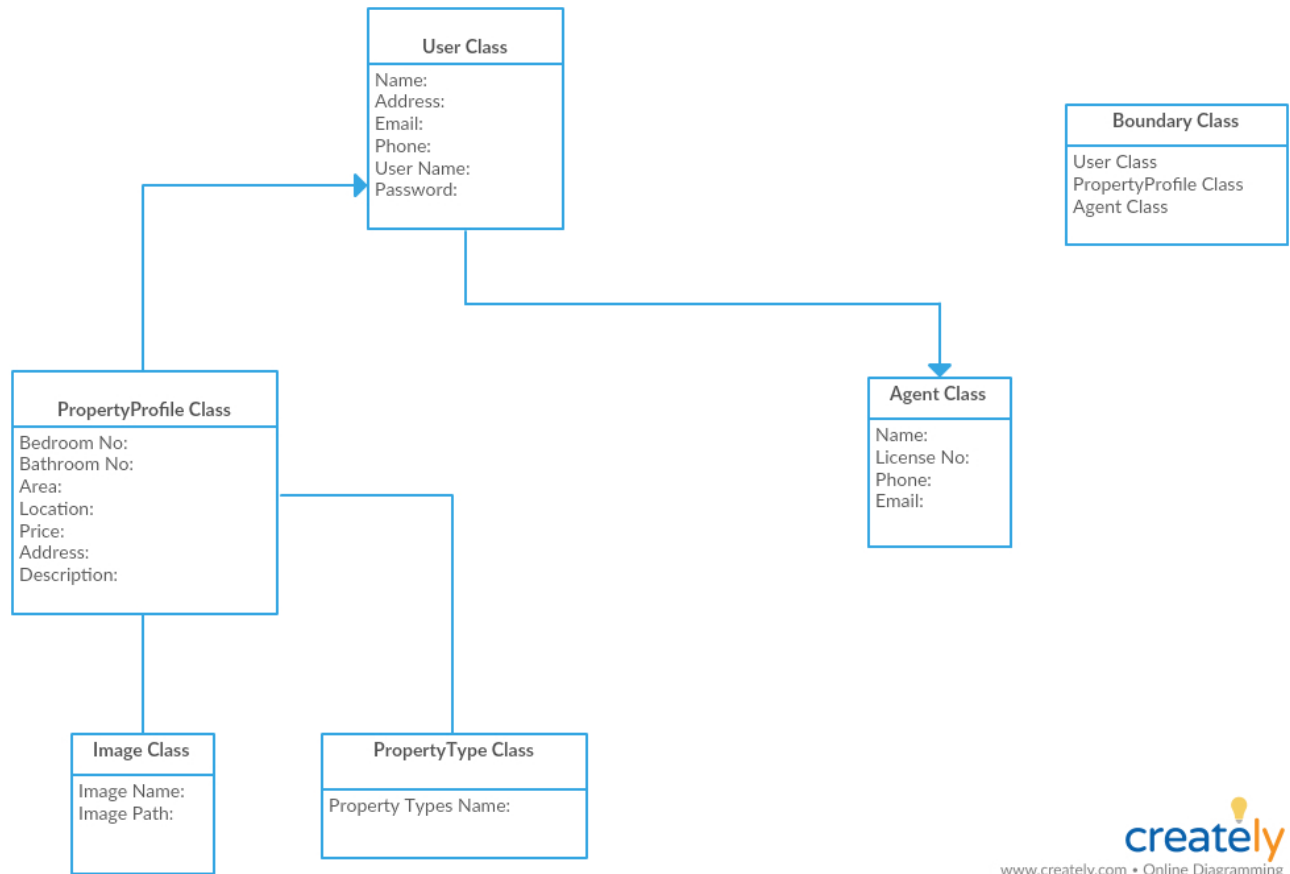 User Class
Name:
Address:
Email:
Phone:
User Name:
Password:
Boundary Class
User Class
PropertyProfile Class
Agent Class
PropertyProfile Class
Bedroom No:
Bathroom No:
Area:
Location:
Price:
Address:
Description:
Agent Class
Name:
License No:
Phone:
Email:
Image Class
Image Name:
Image Path:
PropertyType Class
Property Types Name:
creately
www.creately.com • Online Diagramming